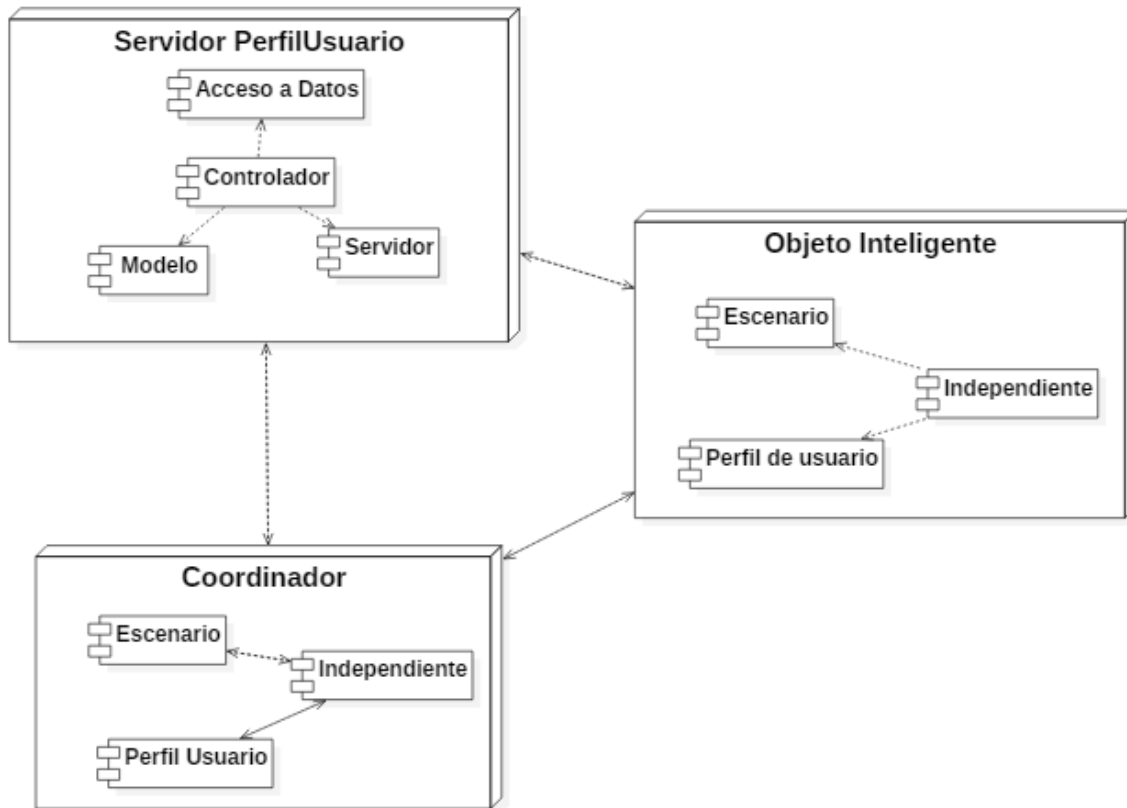 Servidor PerfilUsuario
Acceso a Datos
Controlador
Modelo
Servidor
Objeto Inteligente
Escenario
Independiente
Perfil de usuario
Coordinador
Escenario
Independiente
Perfil Usuario